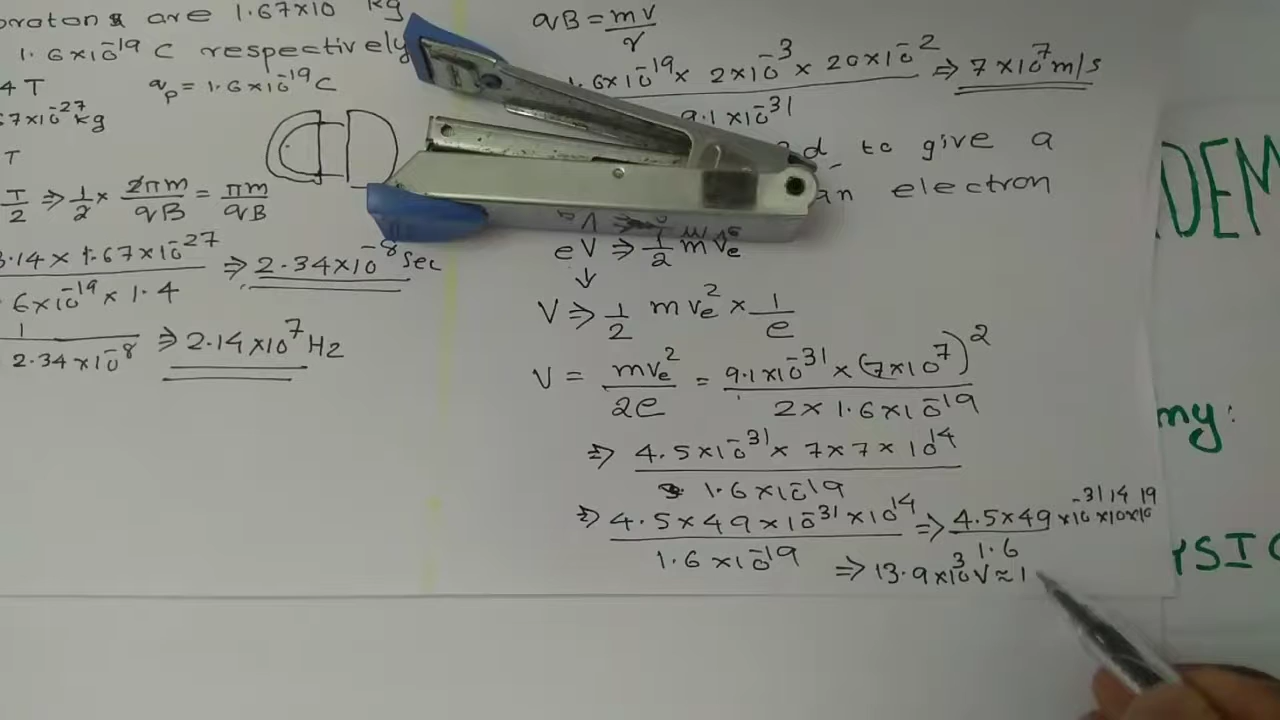 protons are 1.67×10 kg
1.6×10⁻¹⁹ C respectively
4 T qₚ = 1.6×10⁻¹⁹ C
67×10⁻²⁷ kg
T
T/2 ⇒ 1/2 × 2πm/qB = πm/qB
3.14 × 1.67×10⁻²⁷ / 6×10⁻¹⁹ × 1.4 ⇒ 2.34×10⁻⁸ sec
1 / 2.34×10⁻⁸ ⇒ 2.14×10⁷ Hz
qB = mv/r
1.6×10⁻¹⁹ × 2×10⁻³ × 20×10⁻² / 9.1×10⁻³¹ ⇒ 7×10⁷ m/s
to give a
an electron
eV ⇒ 1/2 mvₑ²
↓
V ⇒ 1/2 mvₑ² × 1/e
V = mvₑ²/2e = 9.1×10⁻³¹ × (7×10⁷)² / 2 × 1.6×10⁻¹⁹
⇒ 4.5×10⁻³¹ × 7×7×10¹⁴ / 1.6×10⁻¹⁹
⇒ 4.5×49×10⁻³¹×10¹⁴ / 1.6×10⁻¹⁹ ⇒ 4.5×49 / 1.6 ×10⁻³¹×10¹⁴×10¹⁹
⇒ 13.9×10³ V ≈ 1
DEM
my:
YSIC